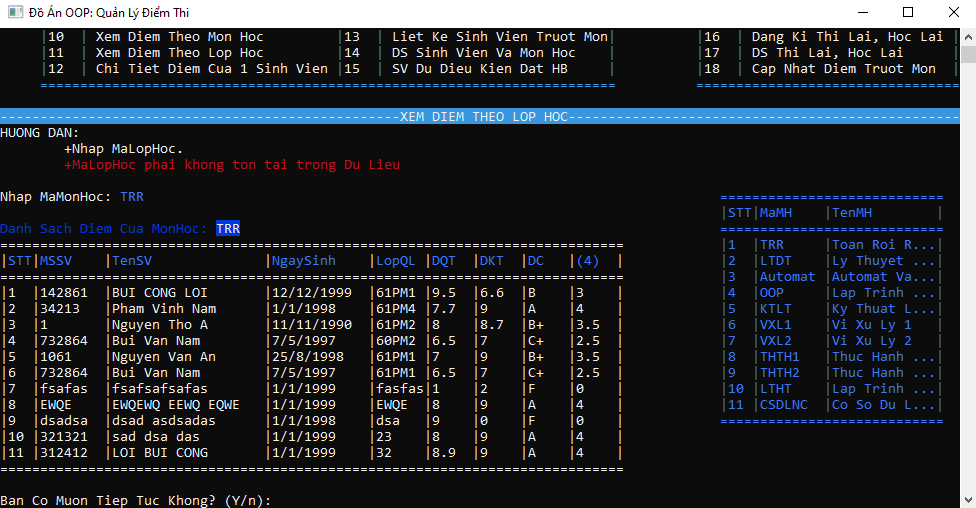 Đồ Án OOP: Quản Lý Điểm Thi
|10 | Xem Diem Theo Mon Hoc |13 | Liet Ke Sinh Vien Truot Mon| |16 | Dang Ki Thi Lai, Hoc Lai |
|11 | Xem Diem Theo Lop Hoc |14 | DS Sinh Vien Va Mon Hoc | |17 | DS Thi Lai, Hoc Lai |
|12 | Chi Tiet Diem Cua 1 Sinh Vien |15 | SV Du Dieu Kien Dat HB | |18 | Cap Nhat Diem Truot Mon |
XEM DIEM THEO LOP HOC
HUONG DAN:
+Nhap MaLopHoc.
+MaLopHoc phai khong ton tai trong Du Lieu
Nhap MaMonHoc: TRR
Danh Sach Diem Cua MonHoc: TRR
|STT|MSSV |TenSV |NgaySinh |LopQL|DQT |DKT |DC |(4) |
|1 |142861 |BUI CONG LOI |12/12/1999 |61PM1|9.5 |6.6 |B |3 |
|2 |34213 |Pham Vinh Nam |1/1/1998 |61PM4|7.7 |9 |A |4 |
|3 |1 |Nguyen Tho A |11/11/1990 |61PM2|8 |8.7 |B+ |3.5 |
|4 |732864 |Bui Van Nam |7/5/1997 |60PM2|6.5 |7 |C+ |2.5 |
|5 |1061 |Nguyen Van An |25/8/1998 |61PM1|7 |9 |B+ |3.5 |
|6 |732864 |Bui Van Nam |7/5/1997 |61PM1|6.5 |7 |C+ |2.5 |
|7 |fsafas |fsafsafsafas |1/1/1999 |fasfas|1 |2 |F |0 |
|8 |EWQE |EWQEWQ EEWQ EQWE |1/1/1999 |EWQE |8 |9 |A |4 |
|9 |dsadsa |dsad asdsadas |1/1/1998 |dsa |9 |0 |F |0 |
|10 |321321 |sad dsa das |1/1/1999 |23 |8 |9 |A |4 |
|11 |312412 |LOI BUI CONG |1/1/1999 |32 |8.9 |9 |A |4 |
|STT|MaMH |TenMH |
|1 |TRR |Toan Roi R...|
|2 |LTDT |Ly Thuyet ...|
|3 |Automat |Automat Va...|
|4 |OOP |Lap Trinh ...|
|5 |KTLT |Ky Thuat L...|
|6 |VXL1 |Vi Xu Ly 1 |
|7 |VXL2 |Vi Xu Ly 2 |
|8 |THTH1 |Thuc Hanh ...|
|9 |THTH2 |Thuc Hanh ...|
|10 |LTHT |Lap Trinh ...|
|11 |CSDLNC |Co So Du L...|
Ban Co Muon Tiep Tuc Khong? (Y/n):